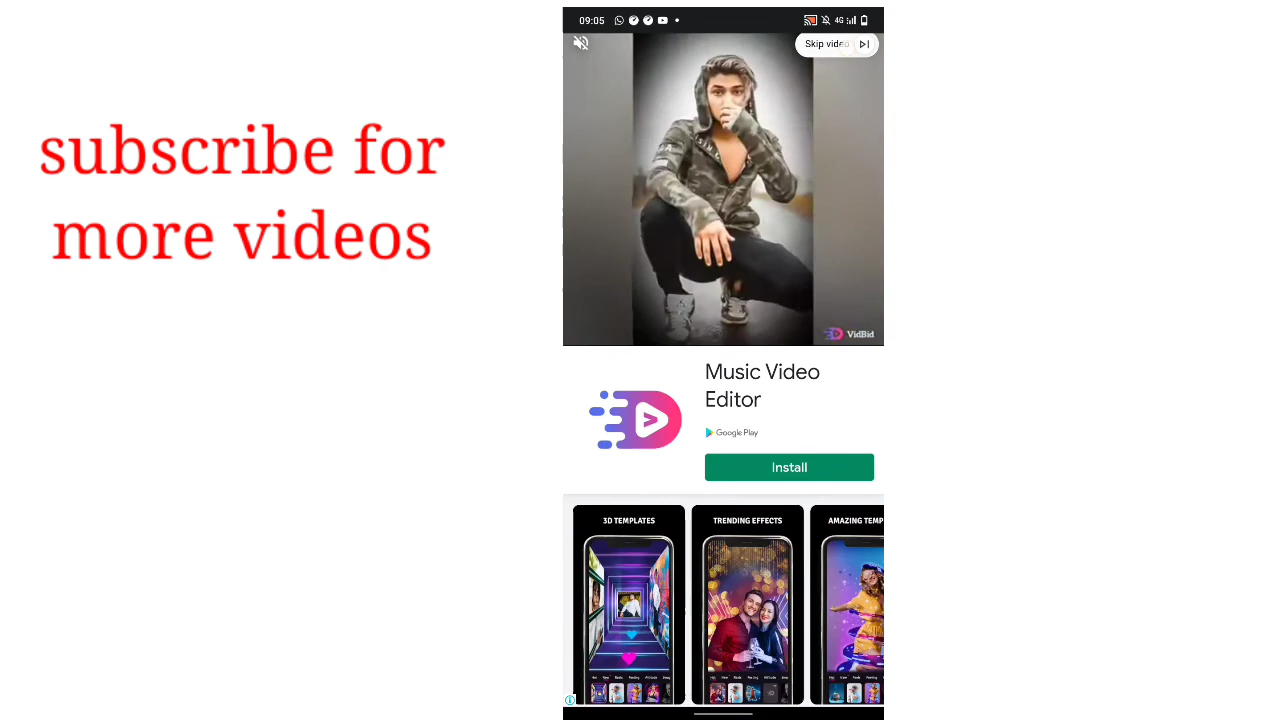 subscribe for
more videos
09:05
4G
Skip video
VidBid
Music Video
Editor
Google Play
Install
3D TEMPLATES
TRENDING EFFECTS
AMAZING TEMP